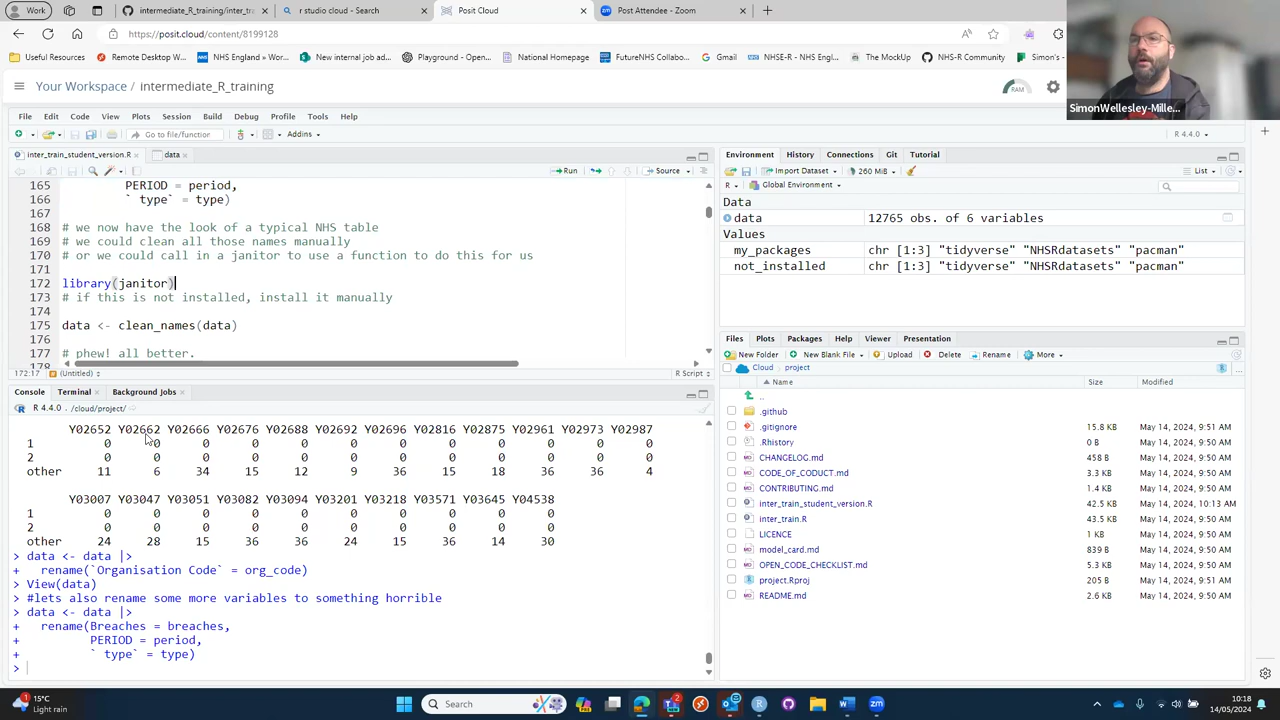 Work
intermediate_R_training/inter_tra
r studio cloud - Search
Posit Cloud
Post Attendee - Zoom
https://posit.cloud/content/8199128
Useful Resources
Remote Desktop W...
NHS England » Wor...
New internal job ad...
Playground - Open...
National Homepage
FutureNHS Collabo...
Gmail
NHSE-R - NHS Engl...
The MockUp
NHS-R Community
Simon's -
SimonWellesley-Mille...
Your Workspace / intermediate_R_training
RAM
File Edit Code View Plots Session Build Debug Profile Tools Help
Go to file/function
Addins
R 4.4.0
inter_train_student_version.R
data
Run
Source
165 PERIOD = period,
166 ` type` = type)
167
168 # we now have the look of a typical NHS table
169 # we could clean all those names manually
170 # or we could call in a janitor to use a function to do this for us
171
172 library(janitor)
173 # if this is not installed, install it manually
174
175 data <- clean_names(data)
176
177 # phew! all better.
178
172:17
(Untitled)
R Script
Console Terminal Background Jobs
R 4.4.0 . /cloud/project/
Y02652 Y02662 Y02666 Y02676 Y02688 Y02692 Y02696 Y02816 Y02875 Y02961 Y02973 Y02987
1 0 0 0 0 0 0 0 0 0 0 0 0
2 0 0 0 0 0 0 0 0 0 0 0 0
other 11 6 34 15 12 9 36 15 18 36 36 4
Y03007 Y03047 Y03051 Y03082 Y03094 Y03201 Y03218 Y03571 Y03645 Y04538
1 0 0 0 0 0 0 0 0 0 0
2 0 0 0 0 0 0 0 0 0 0
other 24 28 15 36 36 24 15 36 14 30
> data <- data |>
+ rename(`Organisation Code` = org_code)
> View(data)
> #lets also rename some more variables to something horrible
> data <- data |>
+ rename(Breaches = breaches,
+ PERIOD = period,
+ ` type` = type)
>
Environment History Connections Git Tutorial
Import Dataset
260 MiB
List
R
Global Environment
Data
data 12765 obs. of 6 variables
Values
my_packages chr [1:3] "tidyverse" "NHSRdatasets" "pacman"
not_installed chr [1:3] "tidyverse" "NHSRdatasets" "pacman"
Files Plots Packages Help Viewer Presentation
New Folder New Blank File Upload Delete Rename More
Cloud project
Name Size Modified
..
.github
.gitignore 15.8 KB May 14, 2024, 9:51 AM
.Rhistory 0 B May 14, 2024, 9:50 AM
CHANGELOG.md 458 B May 14, 2024, 9:50 AM
CODE_OF_CODUCT.md 3.3 KB May 14, 2024, 9:50 AM
CONTRIBUTING.md 1.4 KB May 14, 2024, 9:50 AM
inter_train_student_version.R 42.5 KB May 14, 2024, 10:13 AM
inter_train.R 43.5 KB May 14, 2024, 9:50 AM
LICENCE 1 KB May 14, 2024, 9:50 AM
model_card.md 839 B May 14, 2024, 9:50 AM
OPEN_CODE_CHECKLIST.md 5.3 KB May 14, 2024, 9:50 AM
project.Rproj 205 B May 14, 2024, 9:50 AM
README.md 2.6 KB May 14, 2024, 9:50 AM
15°C
Light rain
Search
10:18
14/05/2024